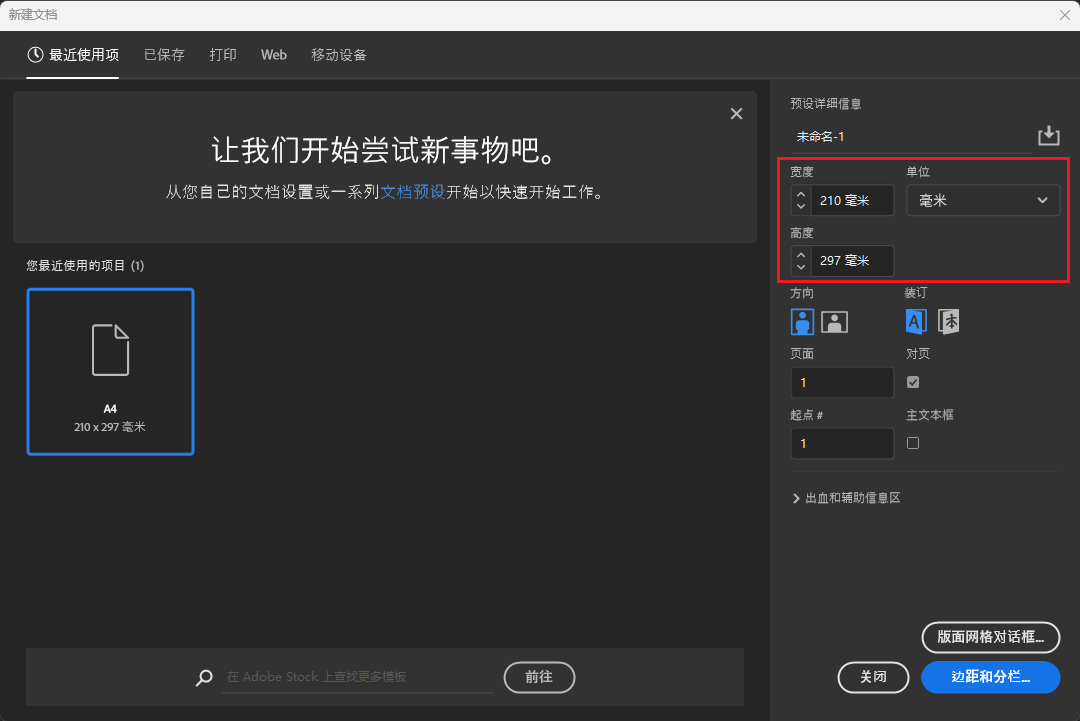 新建文档
最近使用项 已保存 打印 Web 移动设备
让我们开始尝试新事物吧。
从您自己的文档设置或一系列文档预设开始以快速开始工作。
您最近使用的项目 (1)
A4
210 x 297 毫米
在 Adobe Stock 上查找更多模板
前往
预设详细信息
未命名-1
宽度 单位
210 毫米 毫米
高度
297 毫米
方向 装订
页面 对页
1
起点 # 主文本框
1
出血和辅助信息区
版面网格对话框...
关闭 边距和分栏...